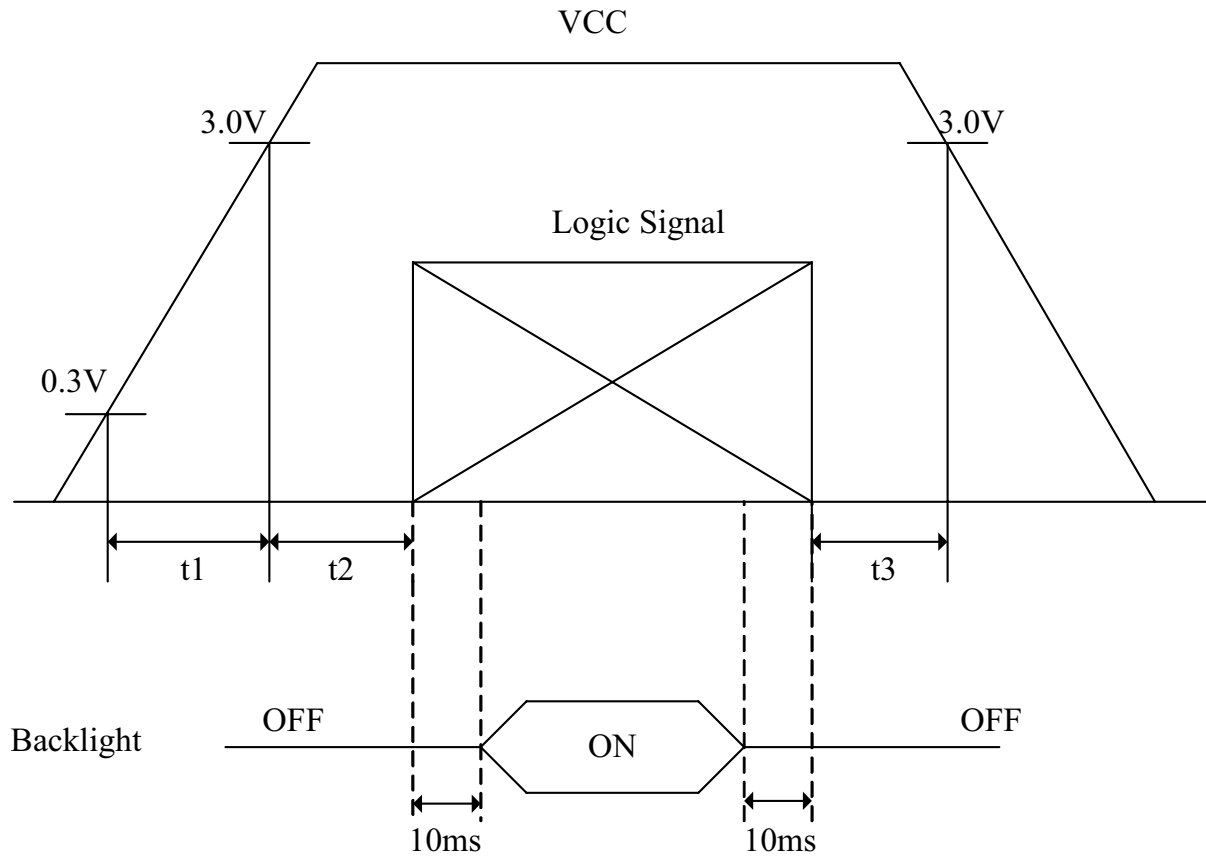 VCC
3.0V
3.0V
Logic Signal
0.3V
t1
t2
t3
OFF
OFF
Backlight
ON
10ms
10ms